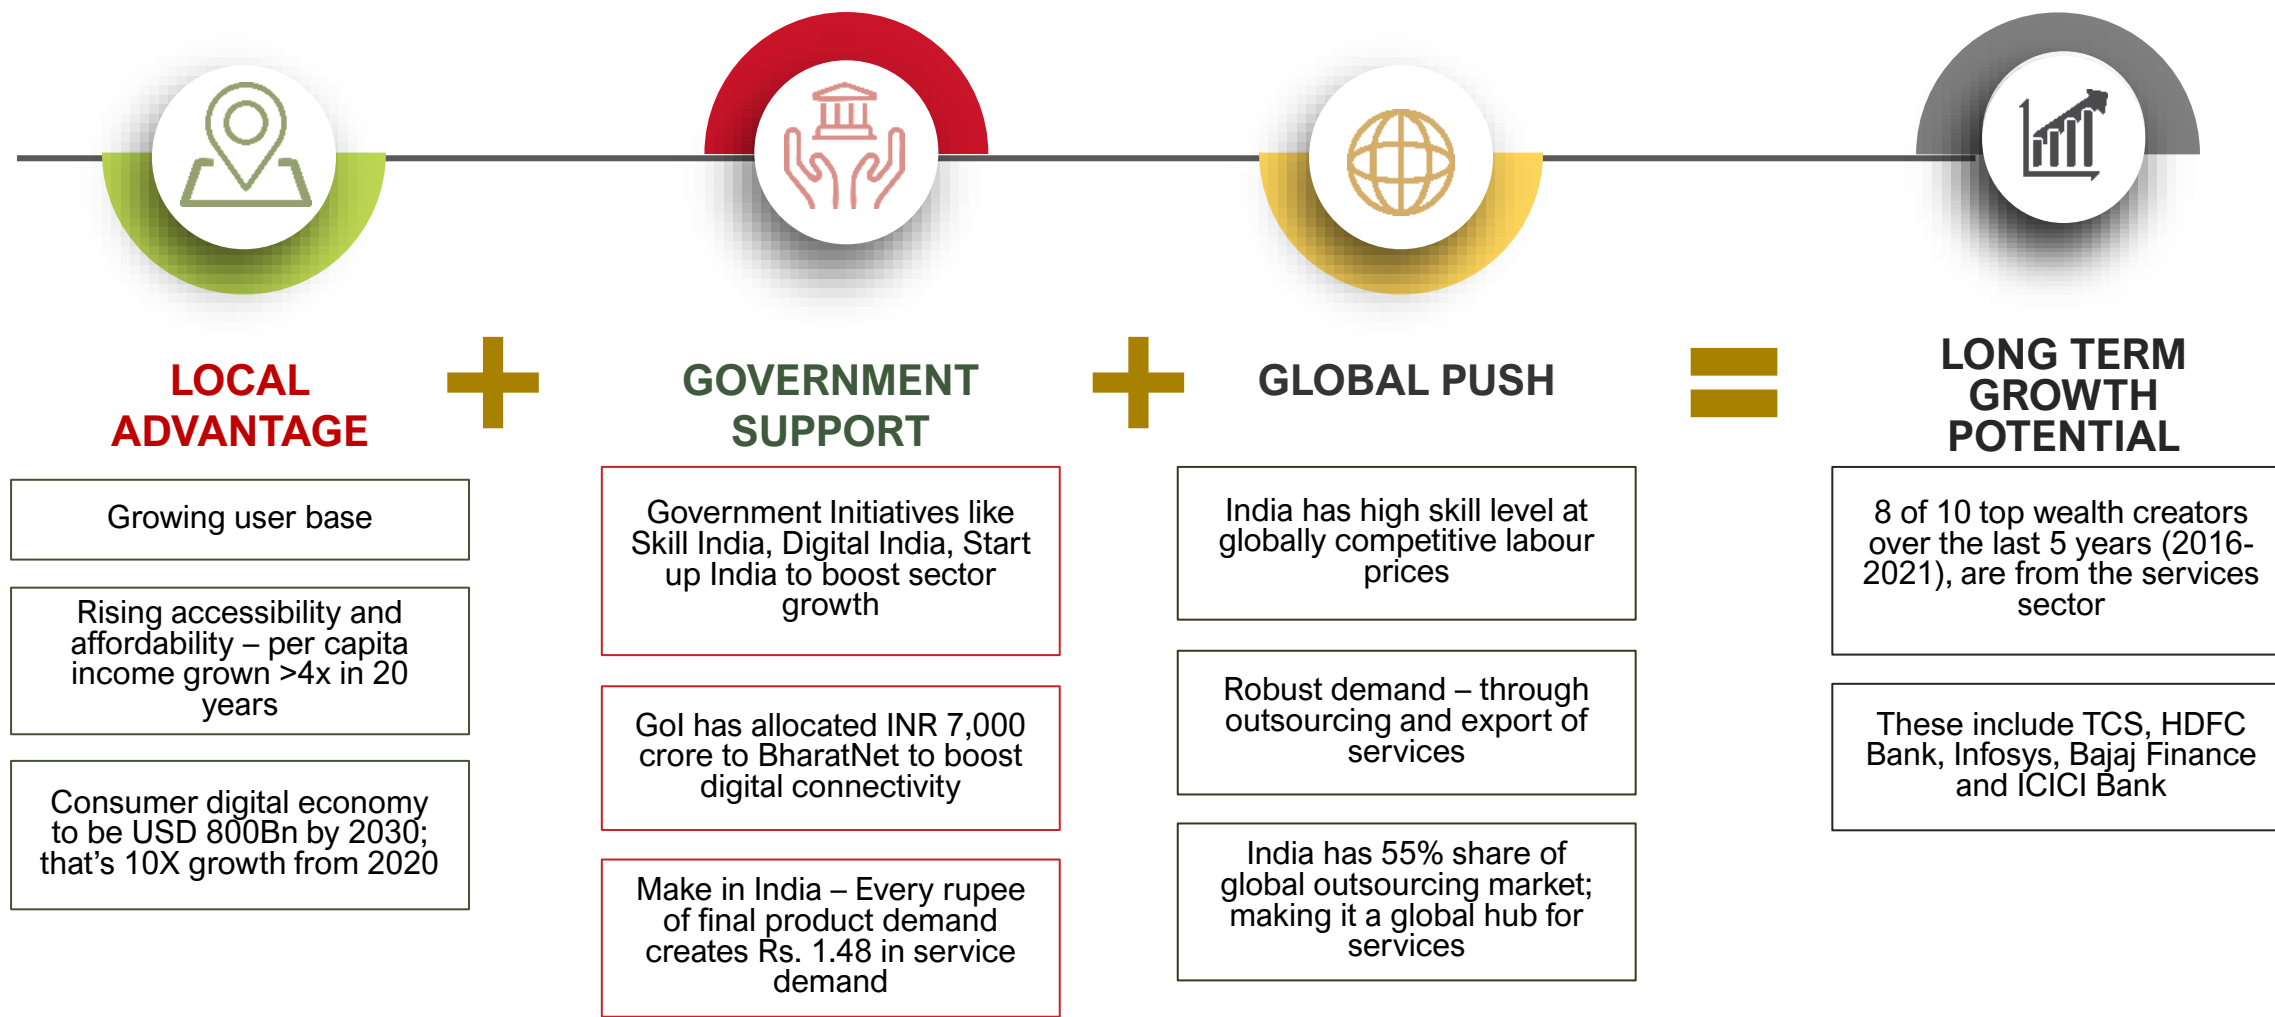 LOCAL
ADVANTAGE
Growing user base
Rising accessibility and
affordability – per capita
income grown >4x in 20
years
Consumer digital economy
to be USD 800Bn by 2030;
that’s 10X growth from 2020
+
GOVERNMENT
SUPPORT
Government Initiatives like
Skill India, Digital India, Start
up India to boost sector
growth
GoI has allocated INR 7,000
crore to BharatNet to boost
digital connectivity
Make in India – Every rupee
of final product demand
creates Rs. 1.48 in service
demand
+
GLOBAL PUSH
India has high skill level at
globally competitive labour
prices
Robust demand – through
outsourcing and export of
services
India has 55% share of
global outsourcing market;
making it a global hub for
services
=
LONG TERM
GROWTH
POTENTIAL
8 of 10 top wealth creators
over the last 5 years (2016-
2021), are from the services
sector
These include TCS, HDFC
Bank, Infosys, Bajaj Finance
and ICICI Bank